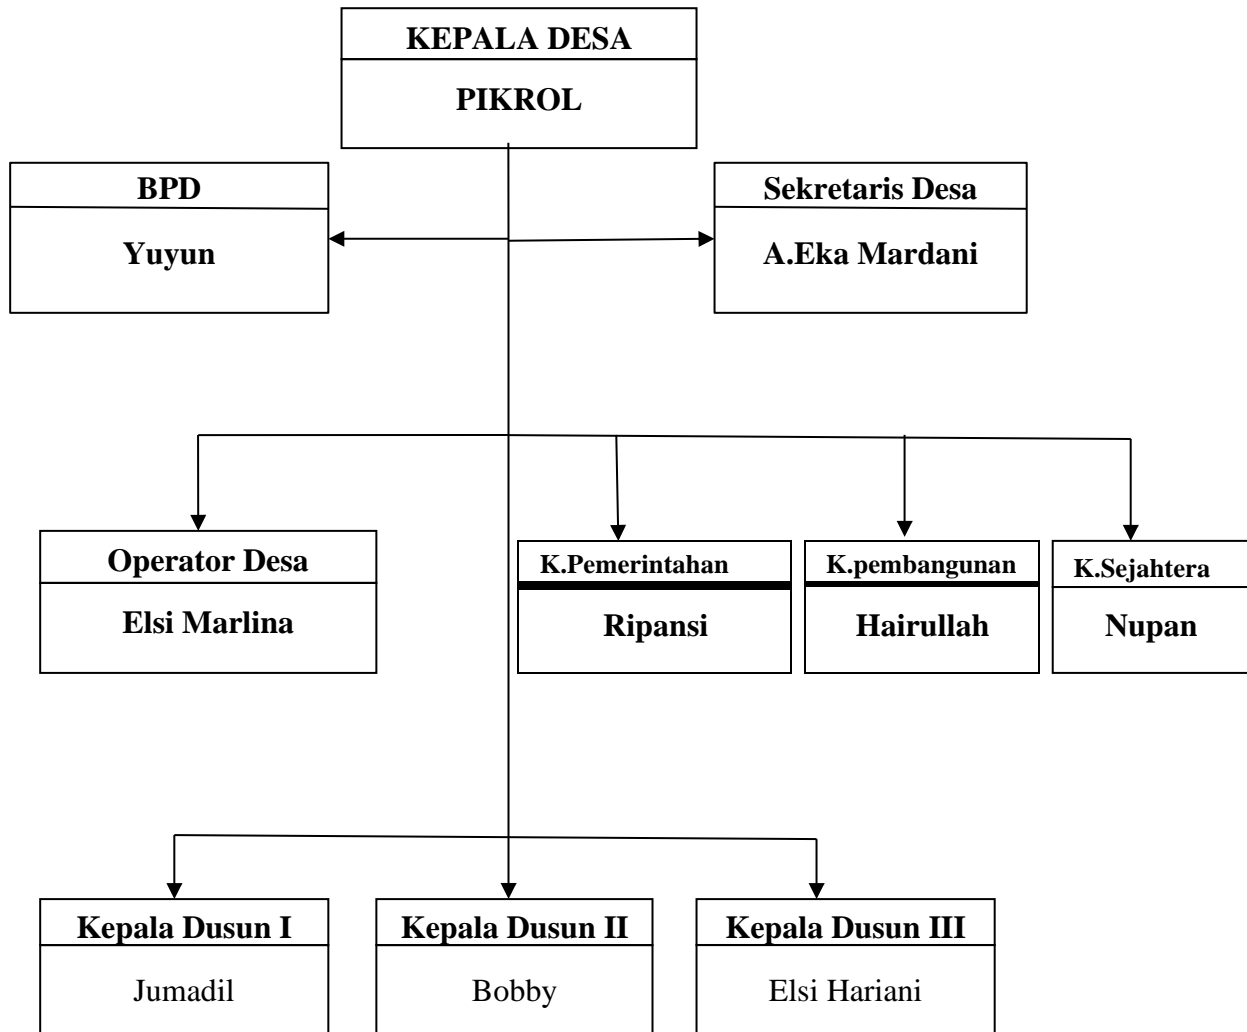 KEPALA DESA
PIKROL
BPD
Yuyun
Sekretaris Desa
A.Eka Mardani
Operator Desa
Elsi Marlina
K.Pemerintahan
Ripansi
K.pembangunan
Hairullah
K.Sejahtera
Nupan
Kepala Dusun I
Jumadil
Kepala Dusun II
Bobby
Kepala Dusun III
Elsi Hariani